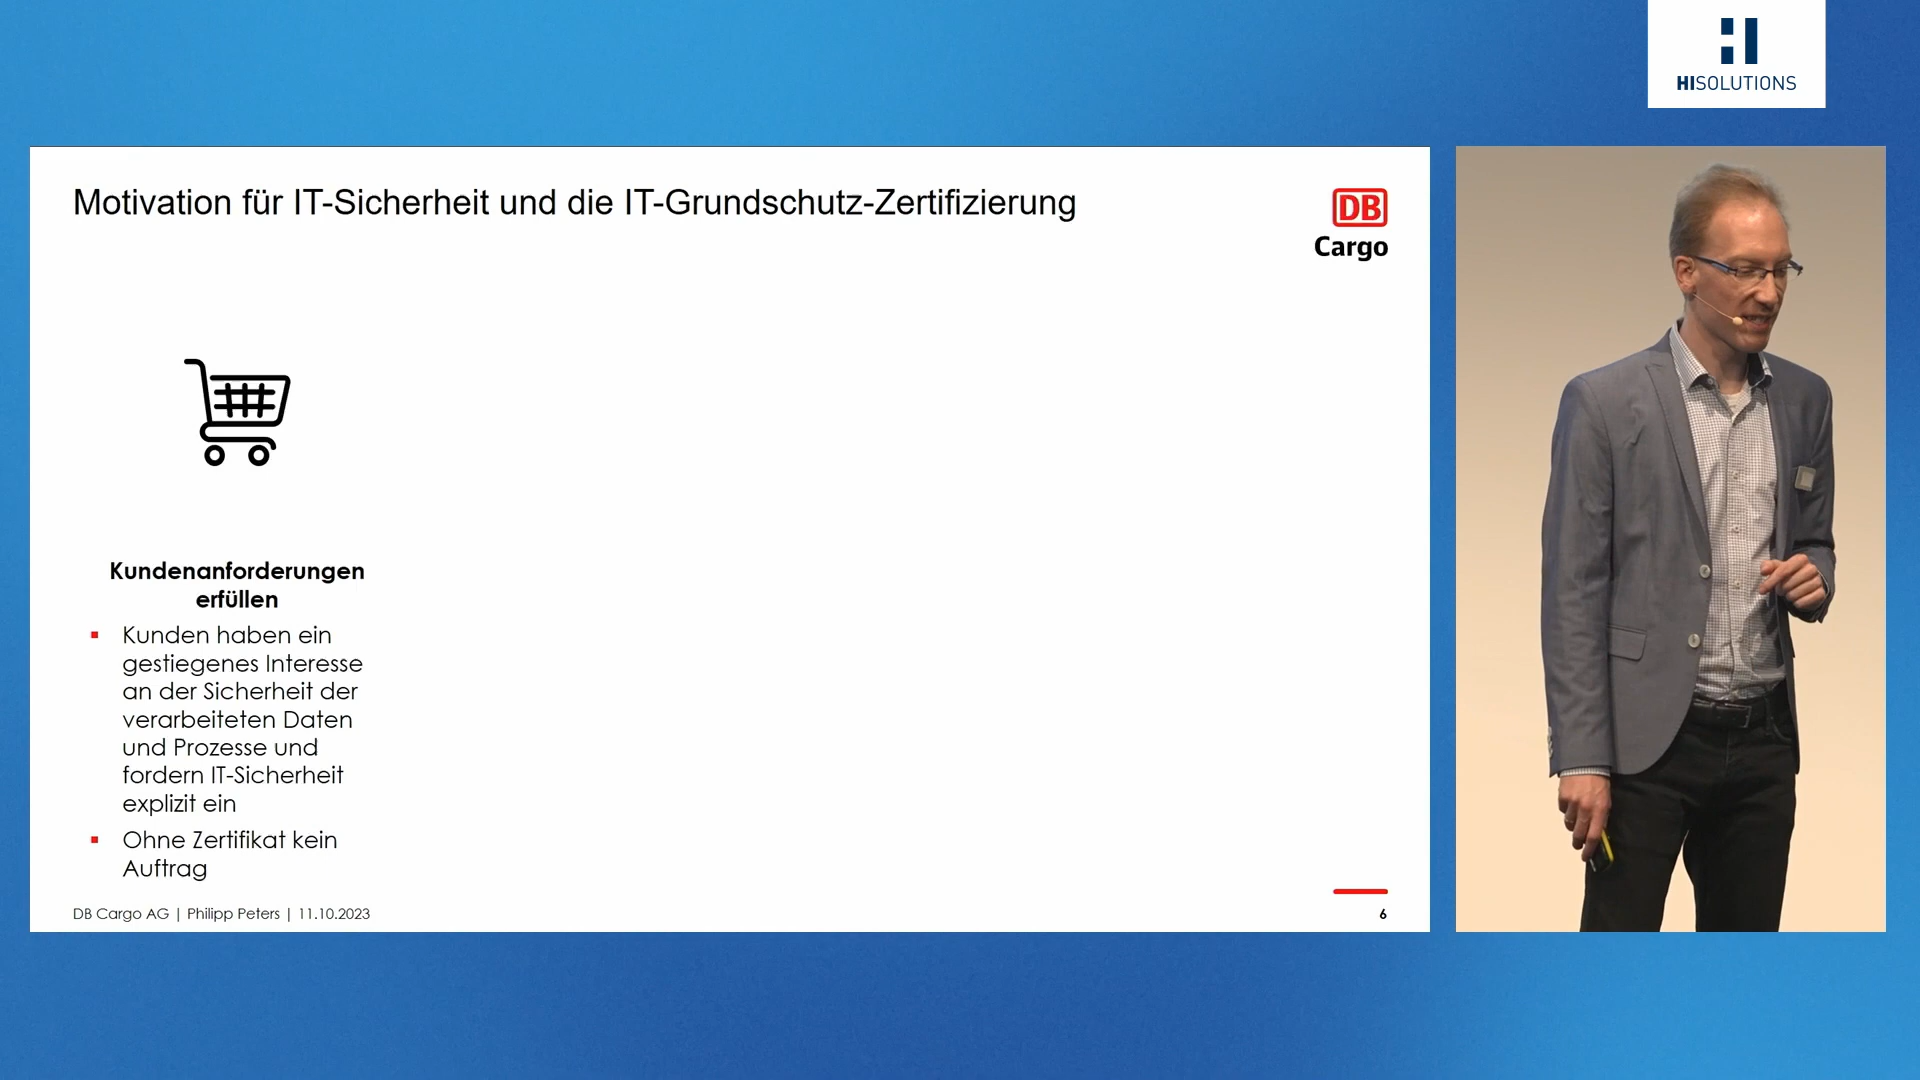 HISOLUTIONS
Motivation für IT-Sicherheit und die IT-Grundschutz-Zertifizierung
DB
Cargo
Kundenanforderungen
erfüllen
▪ Kunden haben ein
gestiegenes Interesse
an der Sicherheit der
verarbeiteten Daten
und Prozesse und
fordern IT-Sicherheit
explizit ein
▪ Ohne Zertifikat kein
Auftrag
DB Cargo AG | Philipp Peters | 11.10.2023
6